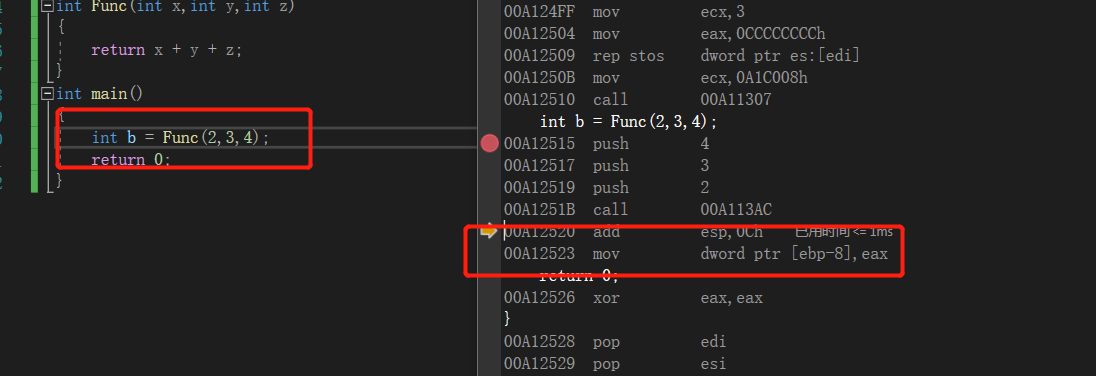 int Func(int x,int y,int z)
{
return x + y + z;
}
int main()
{
int b = Func(2,3,4);
return 0;
}
00A124FF mov ecx,3
00A12504 mov eax,0CCCCCCCCh
00A12509 rep stos dword ptr es:[edi]
00A1250B mov ecx,0A1C008h
00A12510 call 00A11307
int b = Func(2,3,4);
00A12515 push 4
00A12517 push 3
00A12519 push 2
00A1251B call 00A113AC
00A12520 add esp,0Ch 已用时间 <= 1ms
00A12523 mov dword ptr [ebp-8],eax
return 0;
00A12526 xor eax,eax
}
00A12528 pop edi
00A12529 pop esi